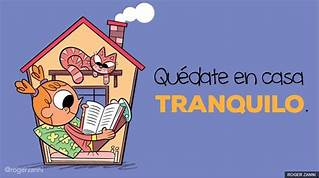 Quédate en casa
TRANQUILO.
@rogerzanni
ROGER ZANNI